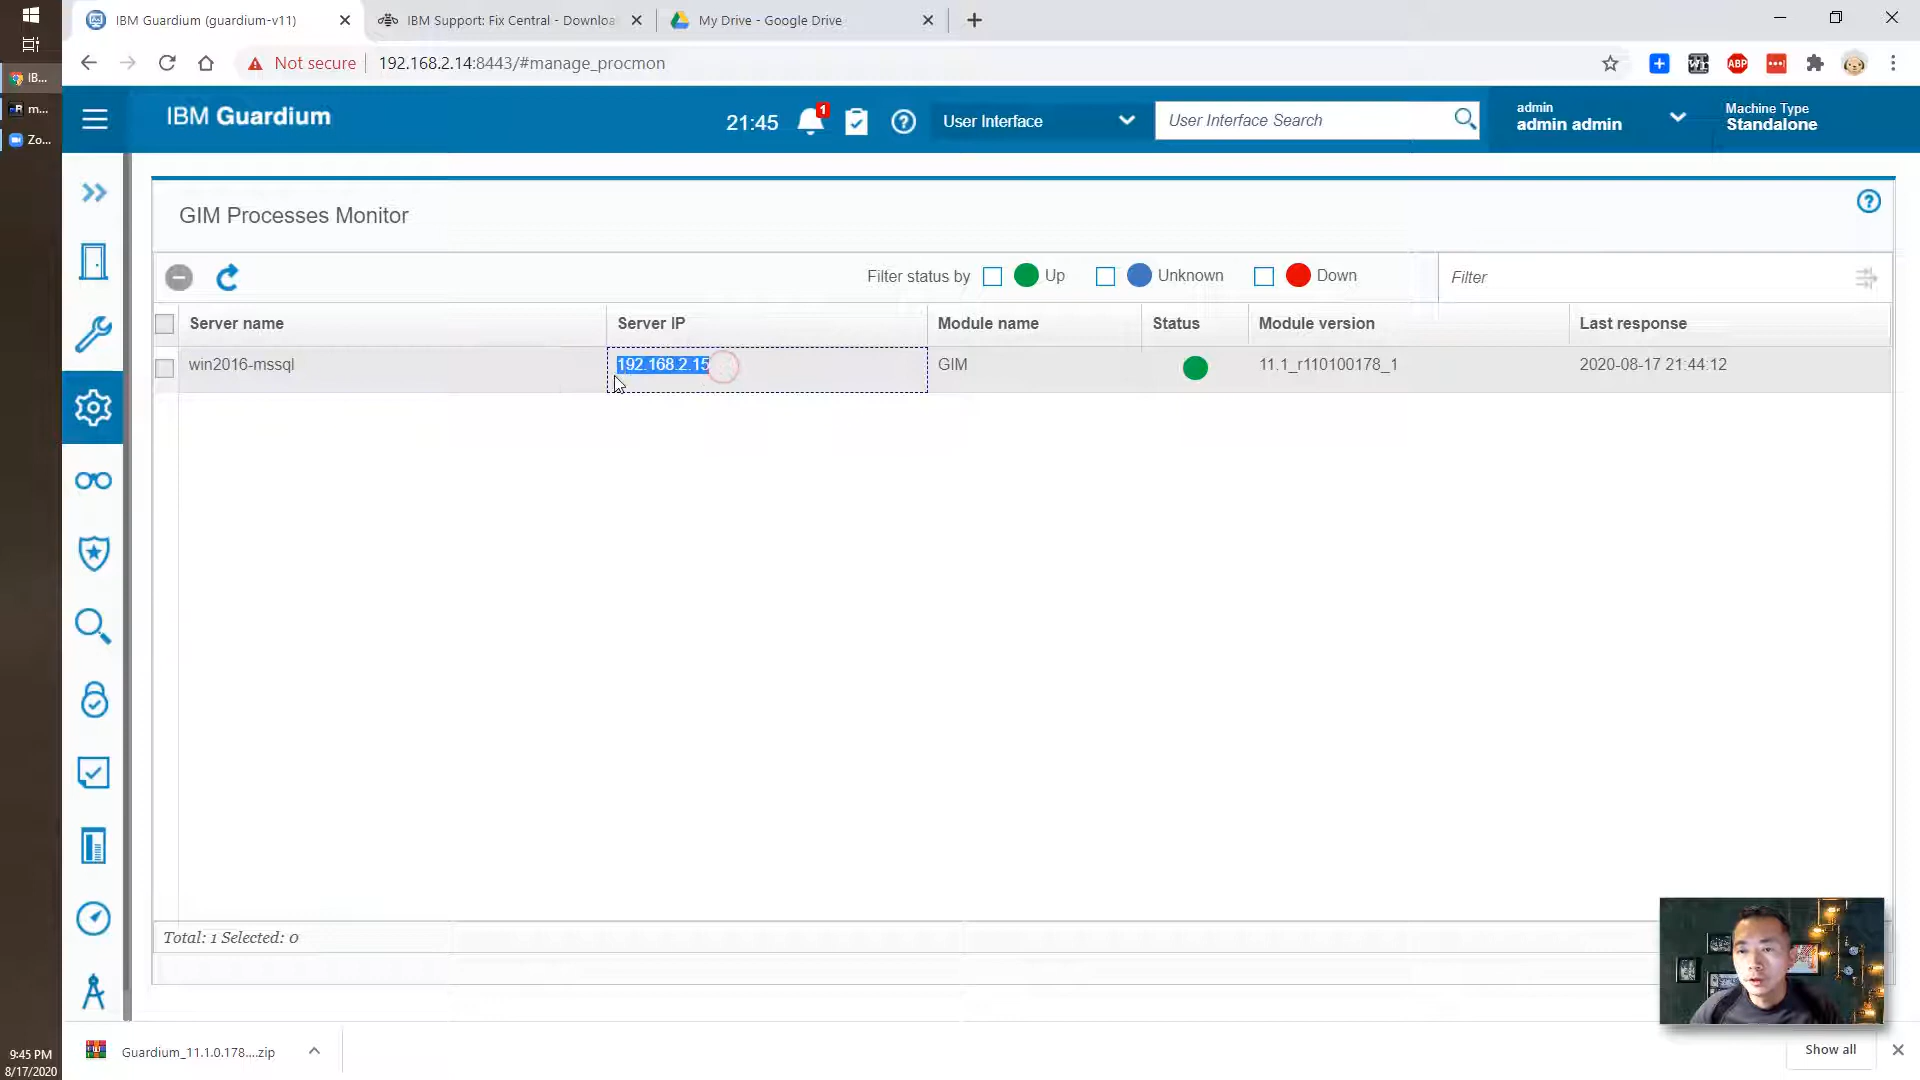 IBM Guardium (guardium-v11)
IBM Support: Fix Central - Downloa
My Drive - Google Drive
IB...
m...
Zo...
Not secure
192.168.2.14:8443/#manage_procmon
ABP
IBM Guardium
21:45
1
User Interface
User Interface Search
admin
admin admin
Machine Type
Standalone
GIM Processes Monitor
Filter status by
Up
Unknown
Down
Filter
Server name
Server IP
Module name
Status
Module version
Last response
win2016-mssql
192.168.2.15
GIM
11.1_r110100178_1
2020-08-17 21:44:12
Total: 1 Selected: 0
Guardium_11.1.0.178....zip
Show all
9:45 PM
8/17/2020